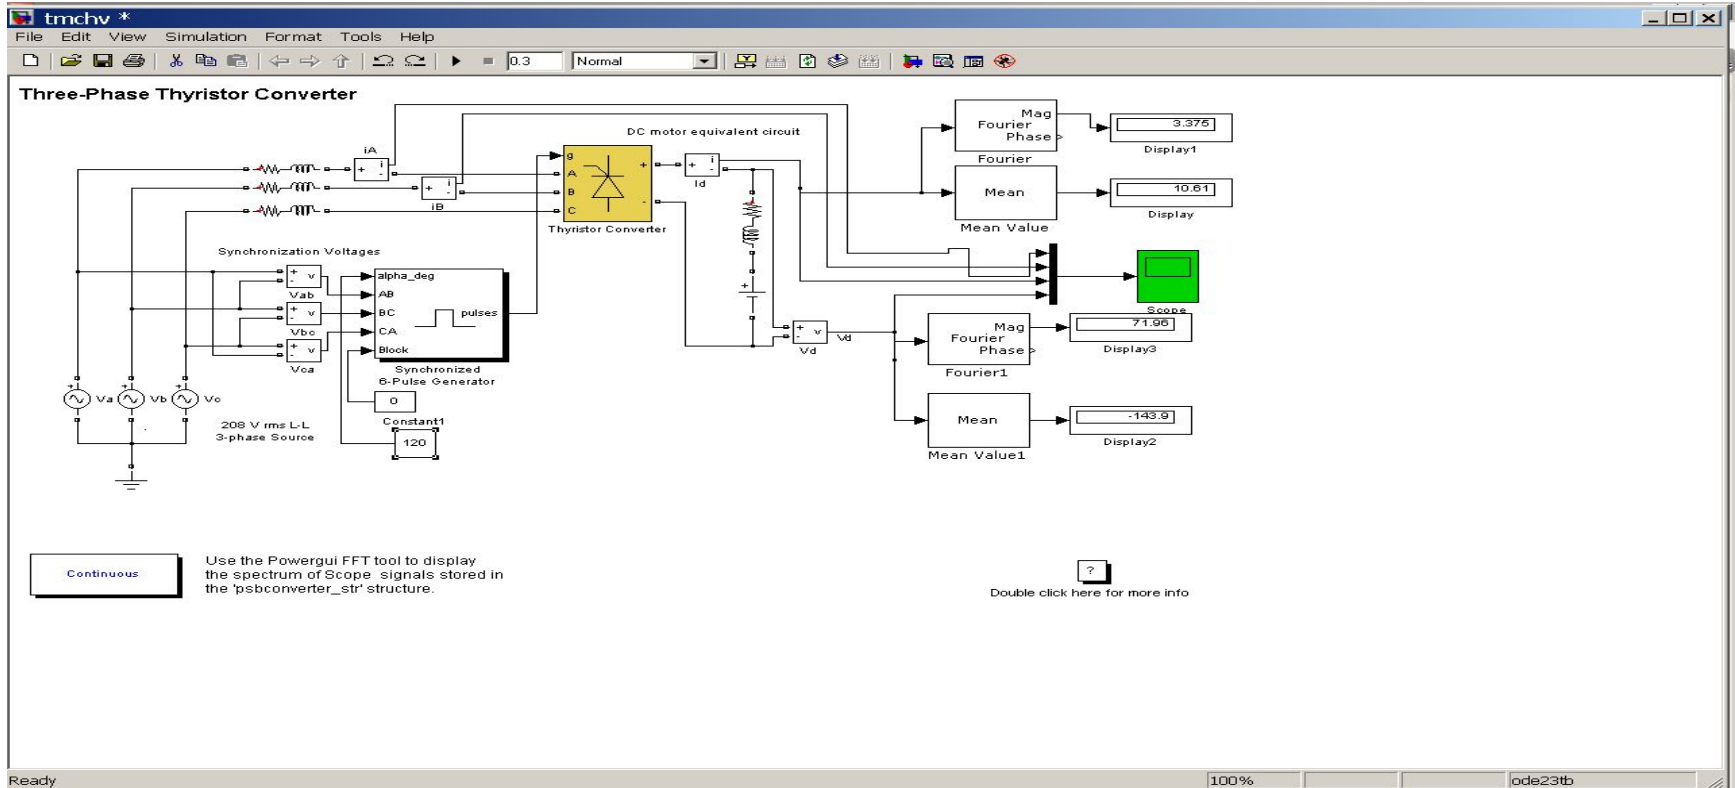 tmchv *
File Edit View Simulation Format Tools Help
0.3 Normal
Three-Phase Thyristor Converter
DC motor equivalent circuit
iA
i
+
-
iB
i
+
-
g
A
B
C
+
-
Thyristor Converter
+
i
-
Id
Mag
Fourier
Phase
Fourier
3.375
Display1
Mean
Mean Value
10.61
Display
Scope
Synchronization Voltages
+
-
v
Vab
+
-
v
Vbc
+
-
v
Vca
alpha_deg
AB
BC
CA
Block
pulses
Synchronized
6-Pulse Generator
0
Constant1
120
+
+
-
v
Vd
Vd
Mag
Fourier
Phase
Fourier1
71.96
Display3
Mean
Mean Value1
-143.9
Display2
+ Va + Vb + Vc
208 V rms L-L
3-phase Source
Continuous
Use the Powergui FFT tool to display
the spectrum of Scope signals stored in
the 'psbconverter_str' structure.
?
Double click here for more info
Ready 100% ode23tb